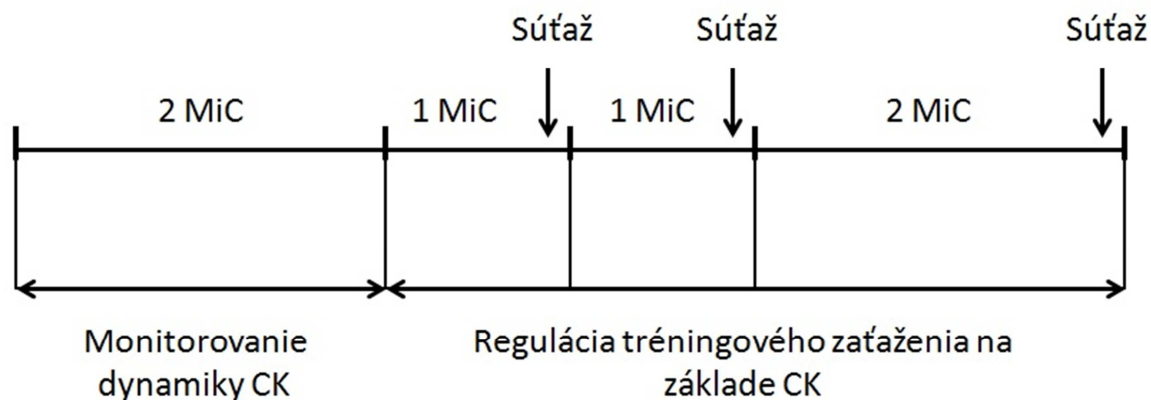 Súťaž Súťaž Súťaž
2 MiC 1 MiC 1 MiC 2 MiC
Monitorovanie
dynamiky CK
Regulácia tréningového zaťaženia na
základe CK